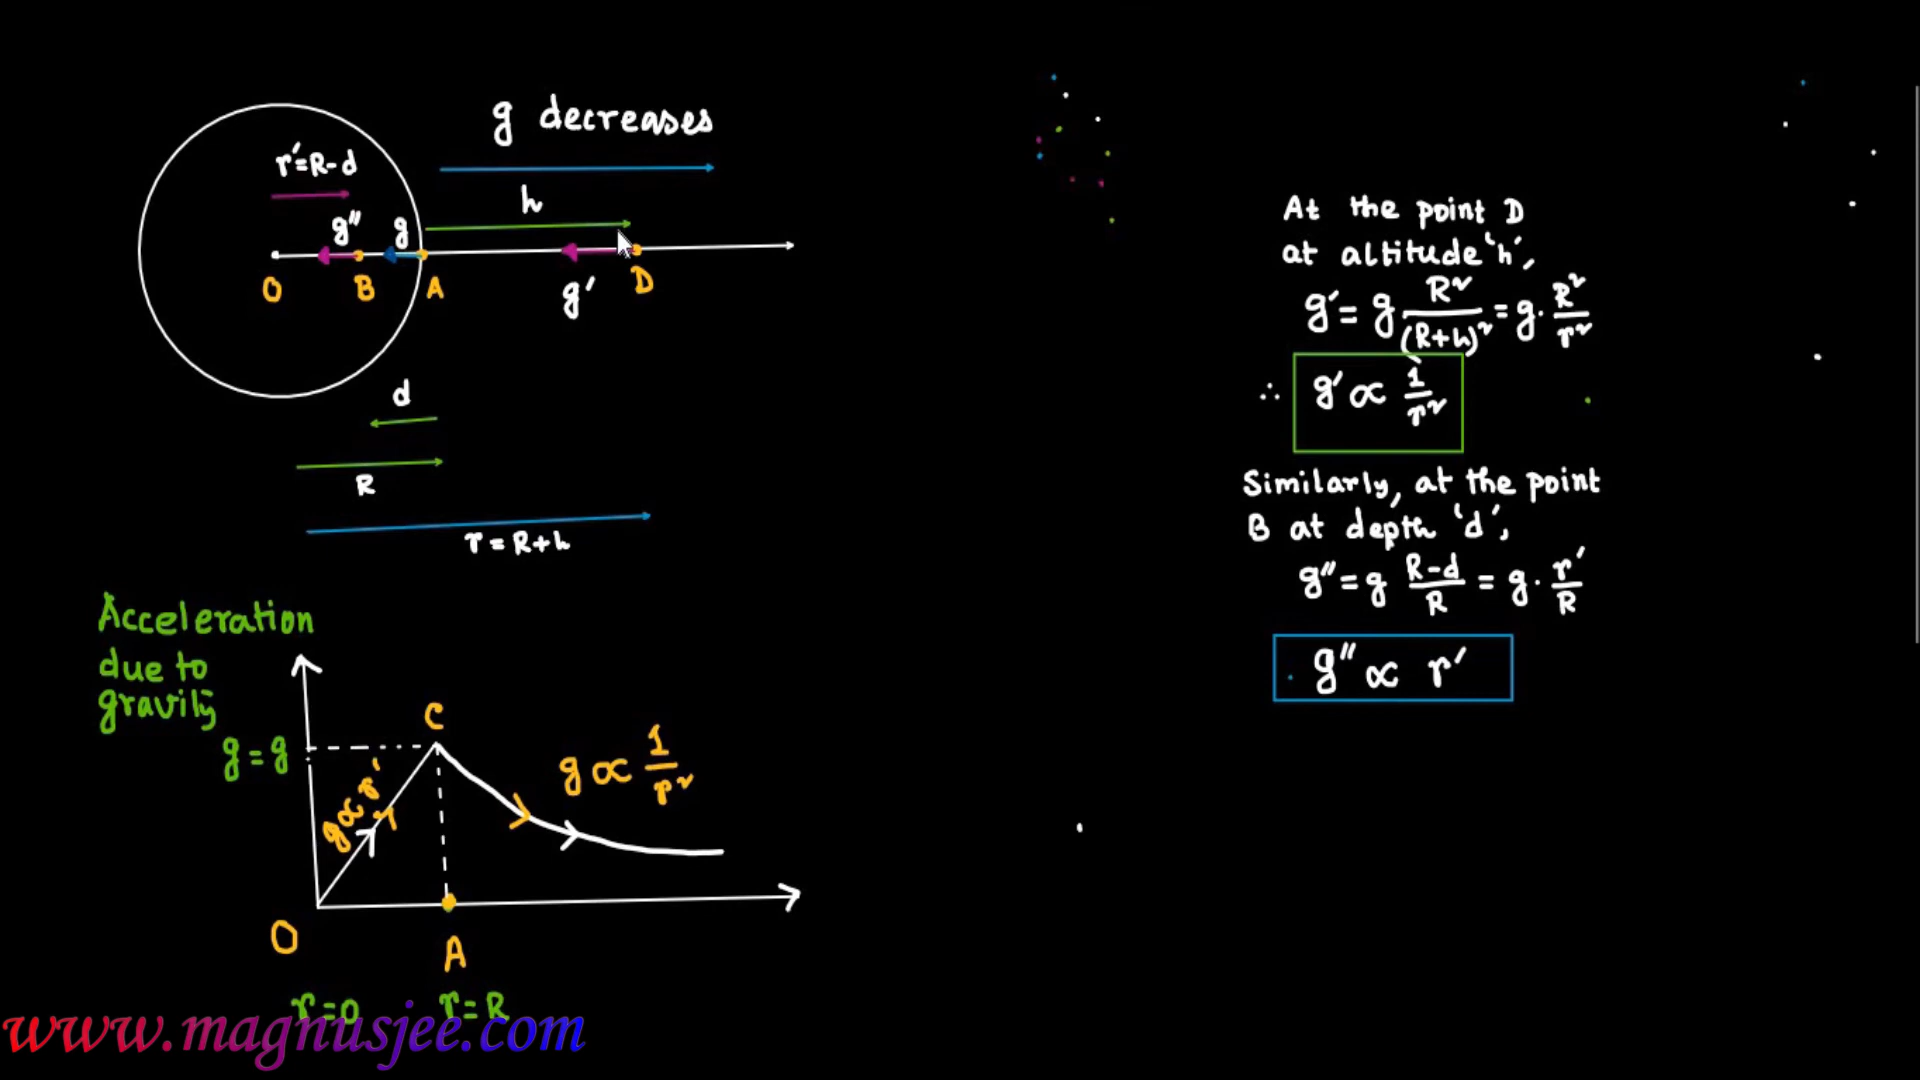 g decreases
r′=R-d
h
g″ g
O B A D
g′
d
R
r=R+h
Acceleration
due to
gravity
g=g
C
g∝r′
g∝1/r²
O
A
r=0 r=R
www.magnusjee.com
At the point D
at altitude 'h',
g′=g R²/(R+h)²=g·R²/r²
∴ g′∝1/r²
Similarly, at the point
B at depth 'd',
g″=g R-d/R=g·r′/R
g″∝ r′